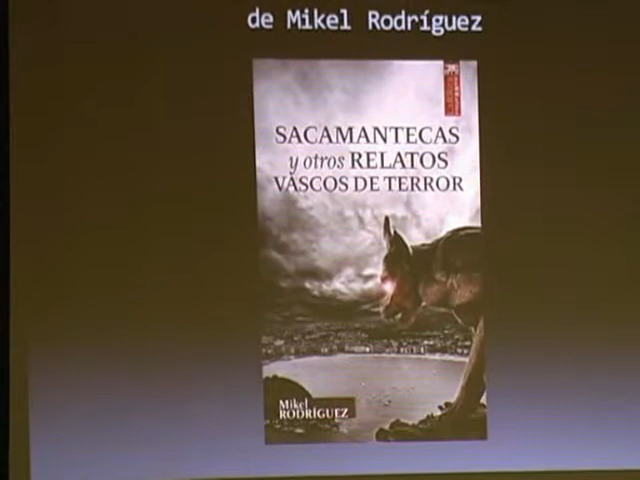 de Mikel Rodríguez
SACAMANTECAS
y otros RELATOS
VASCOS DE TERROR
Mikel
RODRÍGUEZ